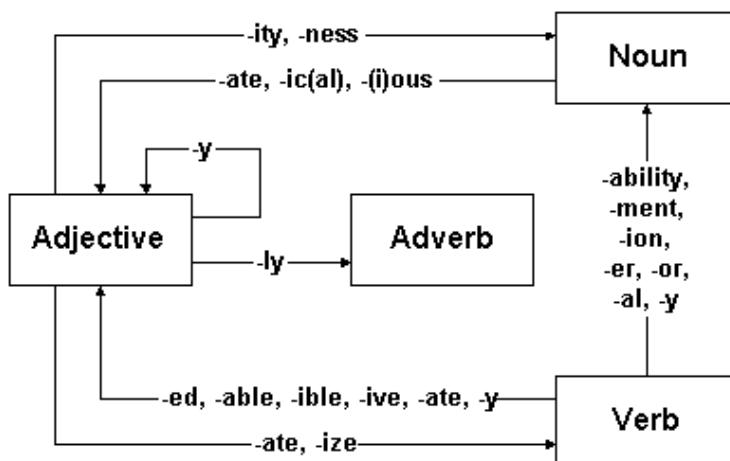 -ity, -ness
Noun
-ate, -ic(al), -(i)ous
-y
-ability,
-ment,
-ion,
-er, -or,
-al, -y
Adjective
Adverb
-ly
-ed, -able, -ible, -ive, -ate, -y
Verb
-ate, -ize